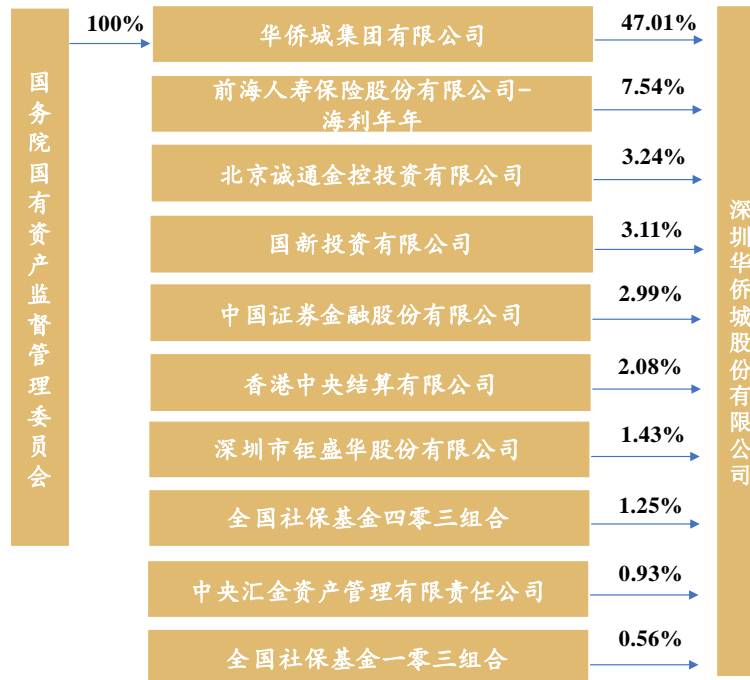 国务院国有资产监督管理委员会
100%
华侨城集团有限公司
47.01%
前海人寿保险股份有限公司-
海利年年
7.54%
北京诚通金控投资有限公司
3.24%
国新投资有限公司
3.11%
中国证券金融股份有限公司
2.99%
香港中央结算有限公司
2.08%
深圳市钜盛华股份有限公司
1.43%
全国社保基金四零三组合
1.25%
中央汇金资产管理有限责任公司
0.93%
全国社保基金一零三组合
0.56%
深圳华侨城股份有限公司